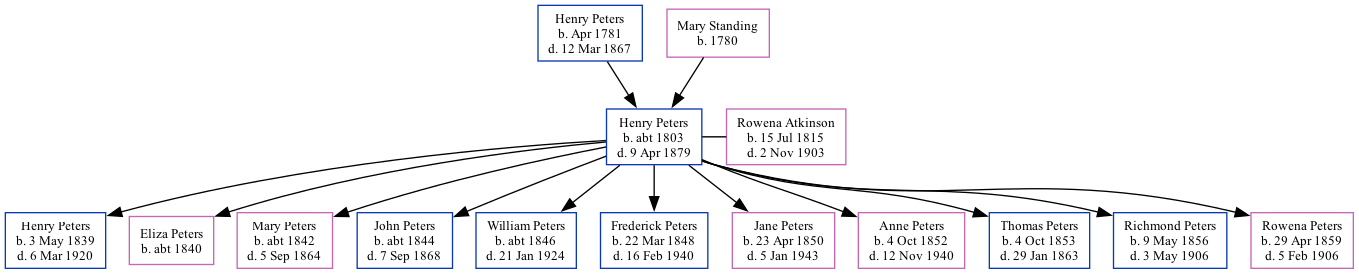 Henry Peters
b. Apr 1781
d. 12 Mar 1867
Mary Standing
b. 1780
Henry Peters
b. abt 1803
d. 9 Apr 1879
Rowena Atkinson
b. 15 Jul 1815
d. 2 Nov 1903
Henry Peters
b. 3 May 1839
d. 6 Mar 1920
Eliza Peters
b. abt 1840
Mary Peters
b. abt 1842
d. 5 Sep 1864
John Peters
b. abt 1844
d. 7 Sep 1868
William Peters
b. abt 1846
d. 21 Jan 1924
Frederick Peters
b. 22 Mar 1848
d. 16 Feb 1940
Jane Peters
b. 23 Apr 1850
d. 5 Jan 1943
Anne Peters
b. 4 Oct 1852
d. 12 Nov 1940
Thomas Peters
b. 4 Oct 1853
d. 29 Jan 1863
Richmond Peters
b. 9 May 1856
d. 3 May 1906
Rowena Peters
b. 29 Apr 1859
d. 5 Feb 1906